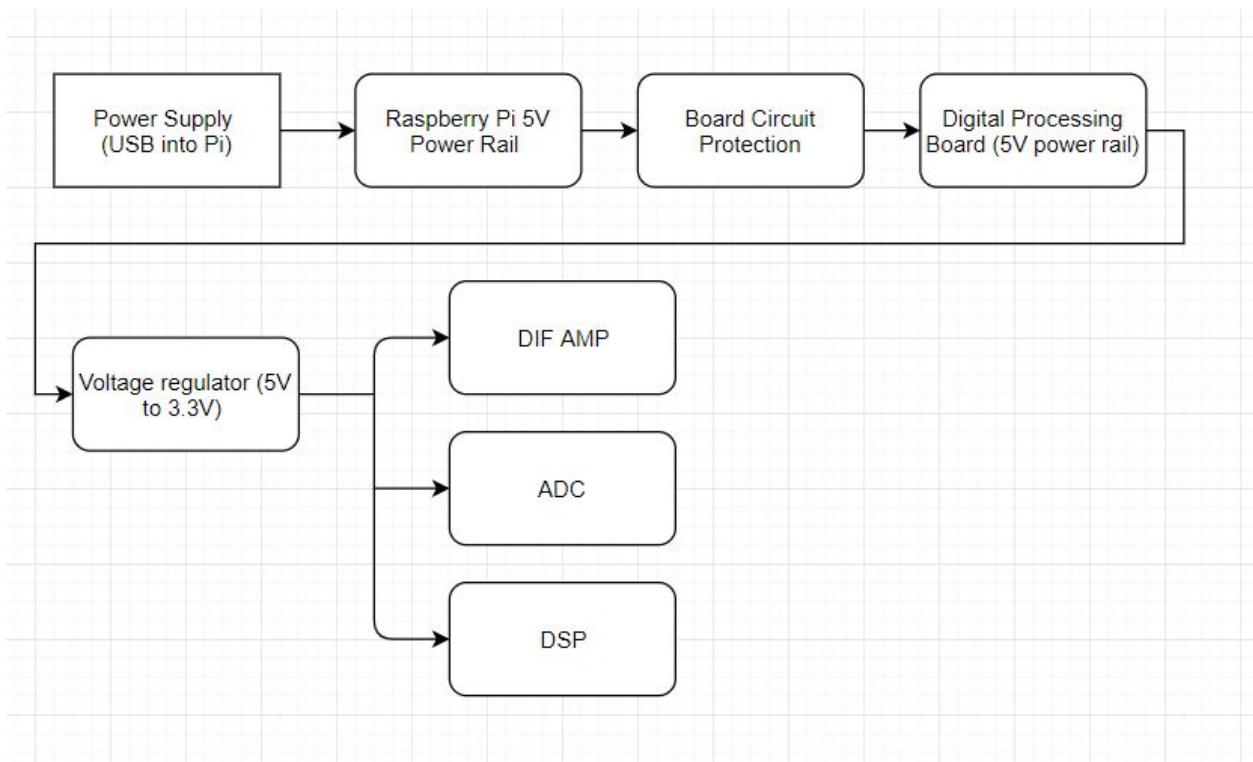 Power Supply
(USB into Pi)
Raspberry Pi 5V
Power Rail
Board Circuit
Protection
Digital Processing
Board (5V power rail)
Voltage regulator (5V
to 3.3V)
DIF AMP
ADC
DSP